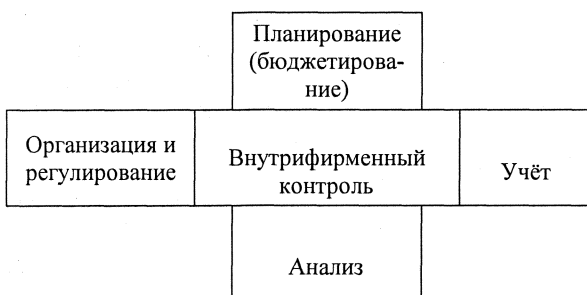 Планирование
(бюджетирова-
ние)
Организация и
регулирование
Внутрифирменный
контроль
Учёт
Анализ